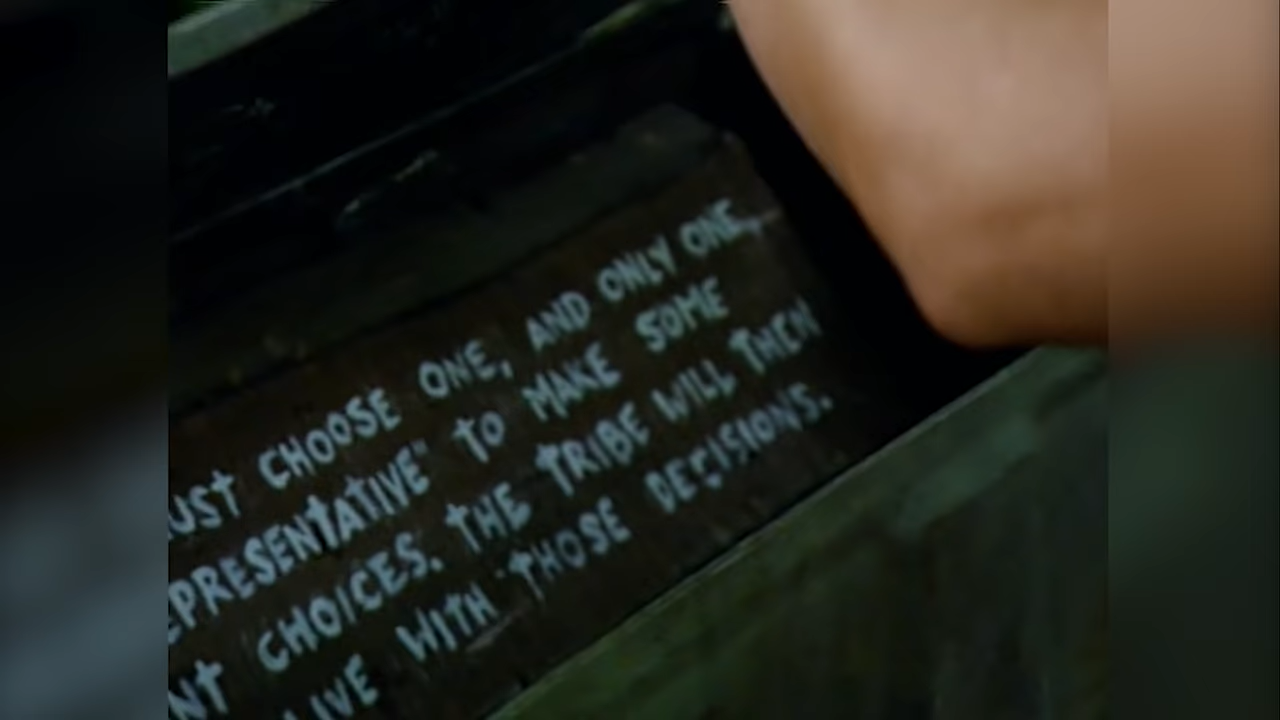 UST CHOOSE ONE, AND ONLY ONE,
EPRESENTATIVE" TO MAKE SOME
NT CHOICES. THE TRIBE WILL THEN
LIVE WITH THOSE DECISIONS.